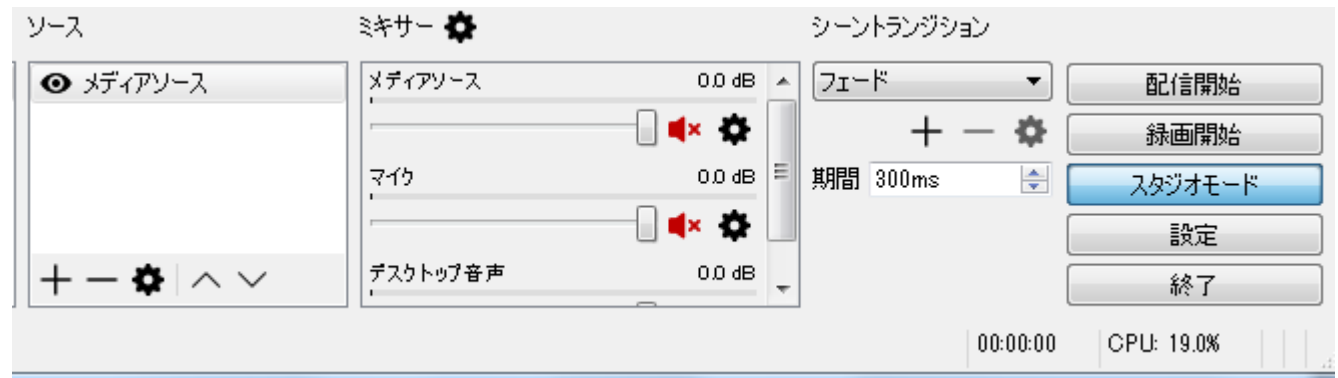 ソース
メディアソース
ミキサー
メディアソース 0.0 dB
マイク 0.0 dB
デスクトップ音声 0.0 dB
シーントランジション
フェード
期間 300ms
配信開始
録画開始
スタジオモード
設定
終了
00:00:00 CPU: 19.0%